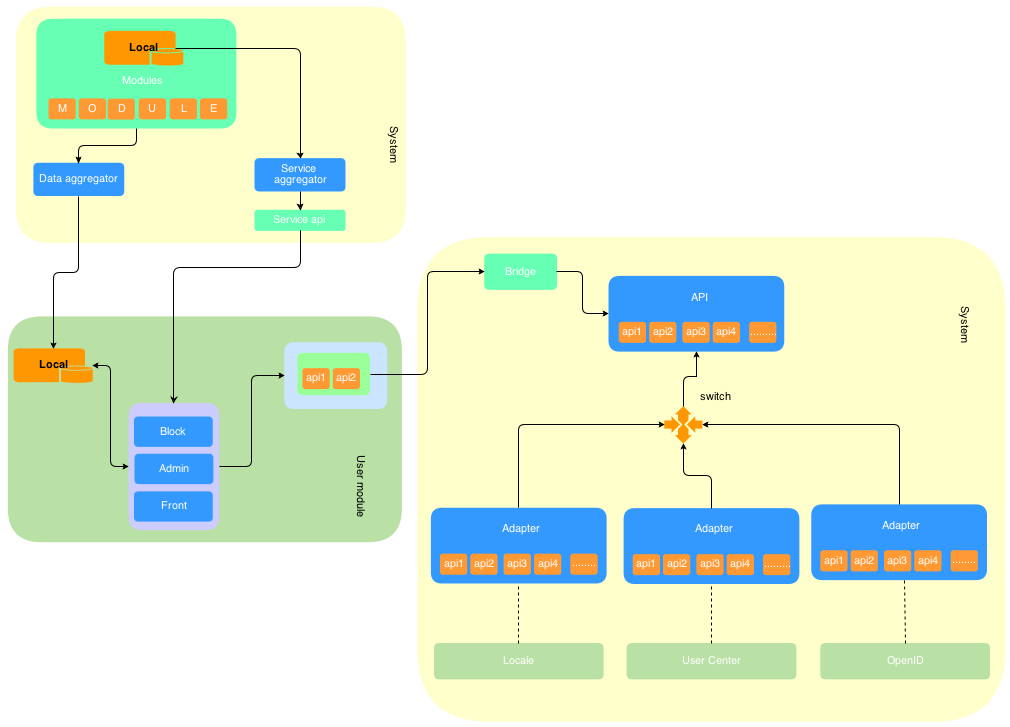 Local
Modules
M O D U L E
System
Data aggregator
Service
aggregator
Service api
Local
Block
Admin
Front
api1 api2
User module
Bridge
API
api1 api2 api3 api4 .........
System
switch
Adapter
api1 api2 api3 api4 ........
Adapter
api1 api2 api3 api4 .........
Adapter
api1 api2 api3 api4 ........
Locale
User Center
OpenID